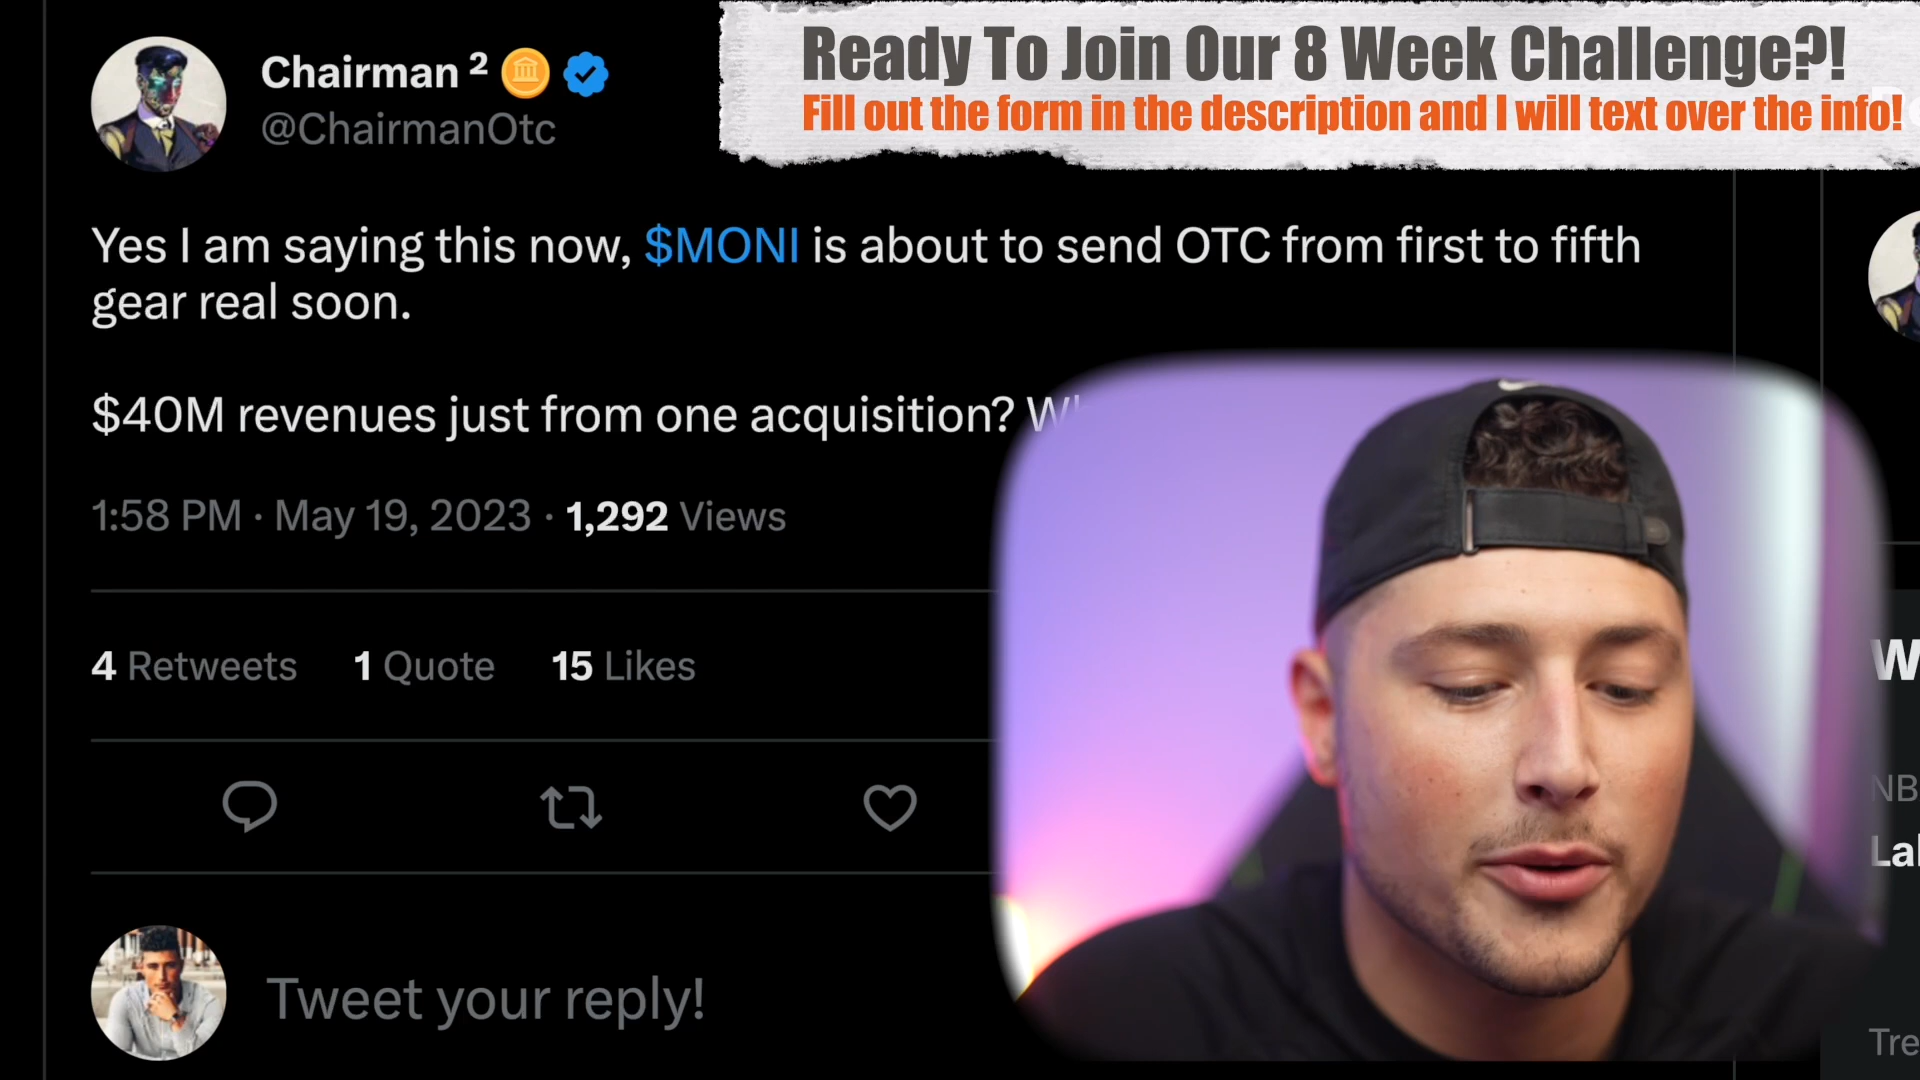 Ready To Join Our 8 Week Challenge?!
Fill out the form in the description and I will text over the info!
Chairman ²
@ChairmanOtc
Yes I am saying this now, $MONI is about to send OTC from first to fifth
gear real soon.
$40M revenues just from one acquisition?
1:58 PM · May 19, 2023 · 1,292 Views
4 Retweets 1 Quote 15 Likes
Tweet your reply!